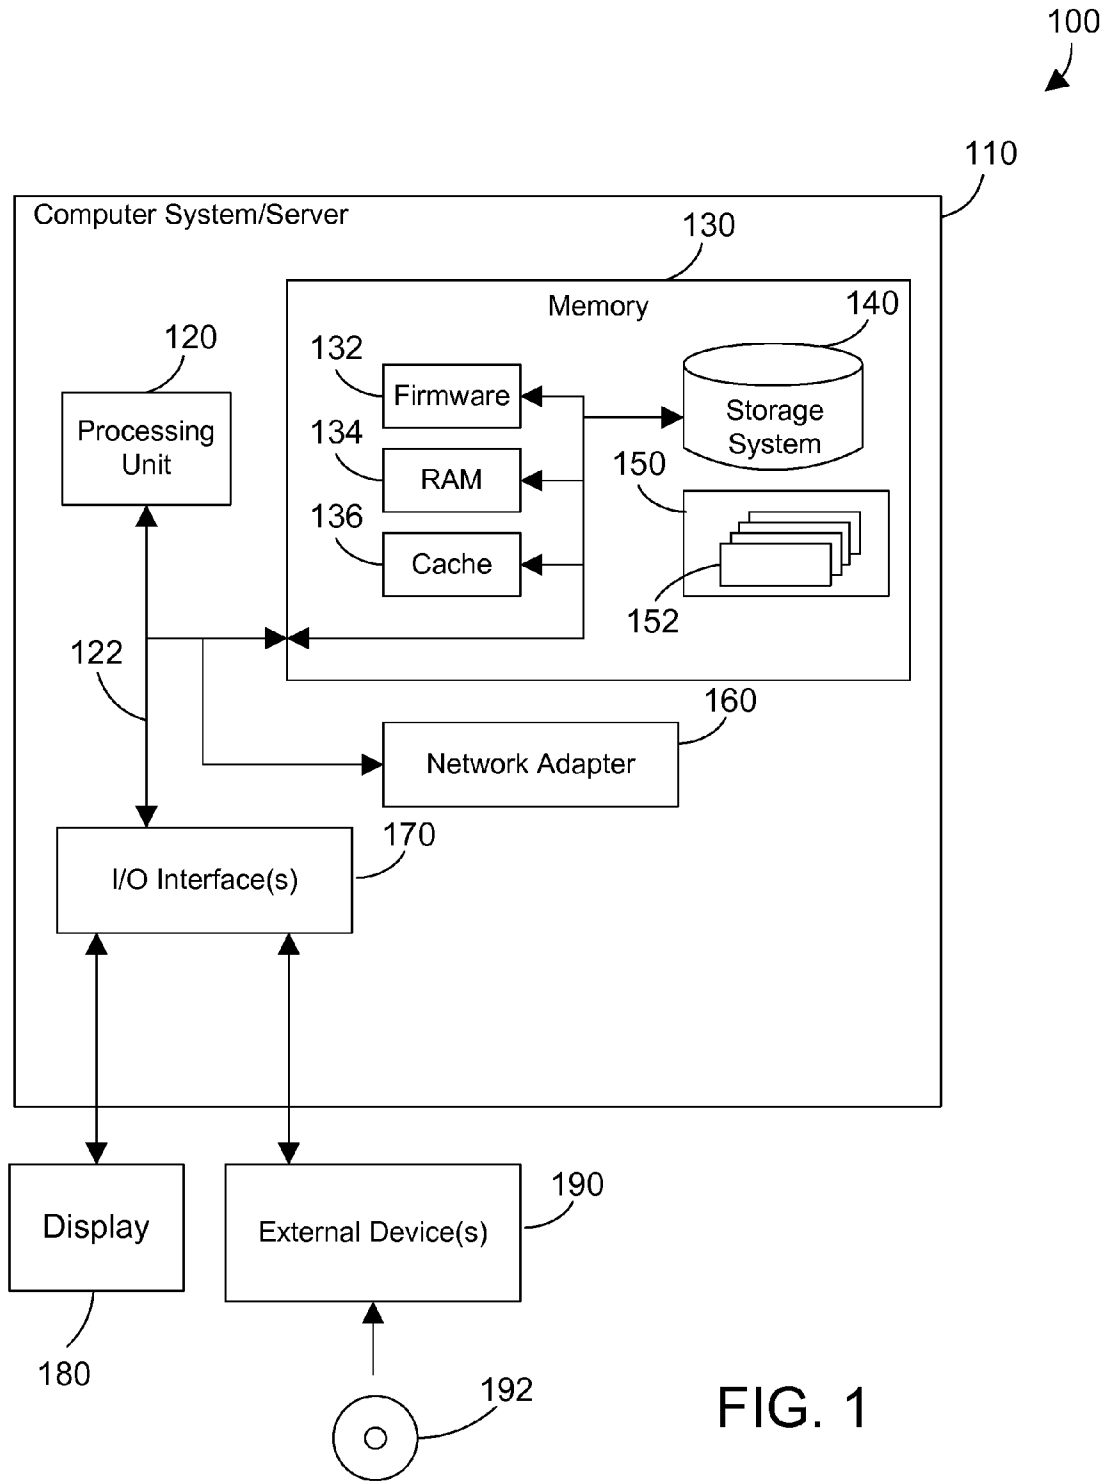 100
110
Computer System/Server
130
Memory
140
120
132
Firmware
Processing
Unit
134
Storage
System
RAM
150
136
Cache
152
122
160
Network Adapter
170
I/O Interface(s)
190
Display
External Device(s)
180
192
FIG. 1